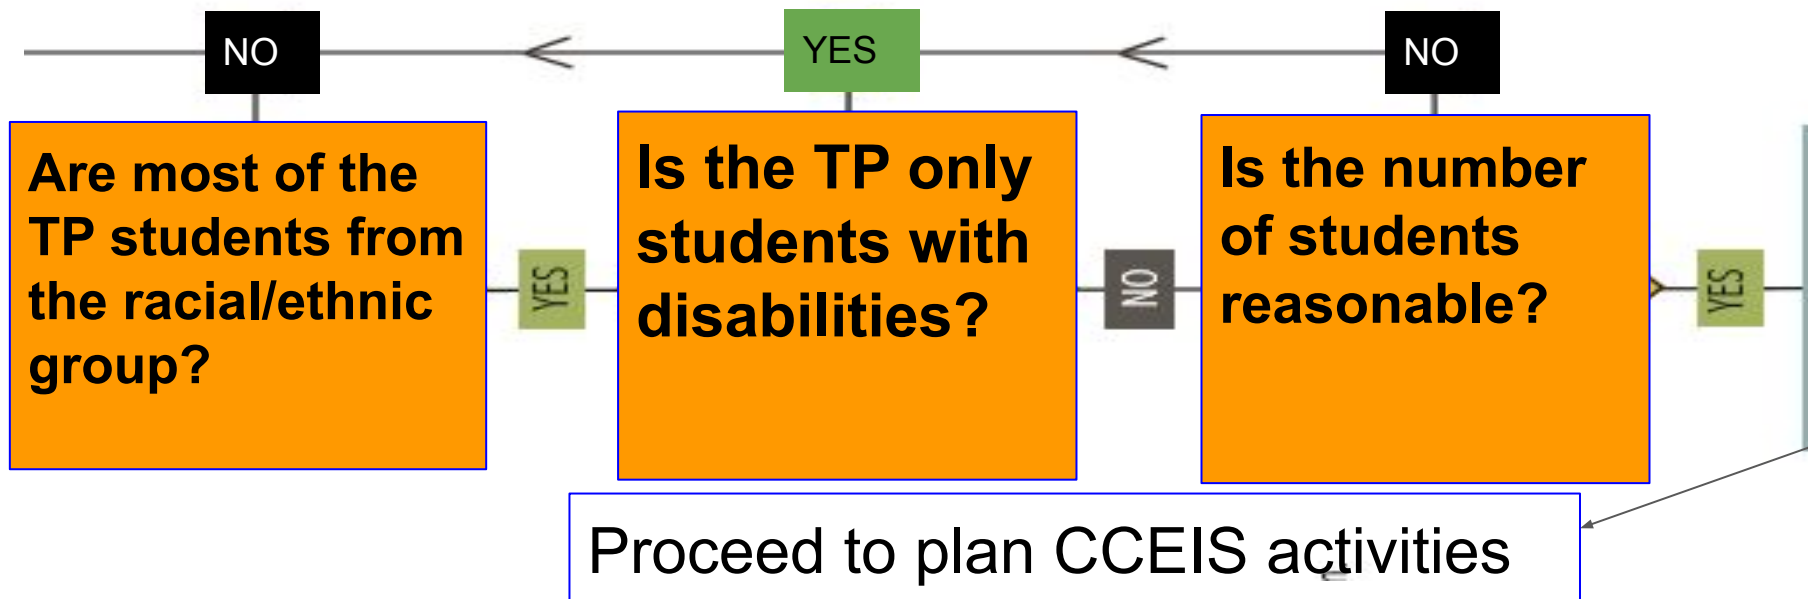 NO
YES
NO
Are most of the
TP students from
the racial/ethnic
group?
YES
Is the TP only
students with
disabilities?
NO
Is the number
of students
reasonable?
YES
Proceed to plan CCEIS activities